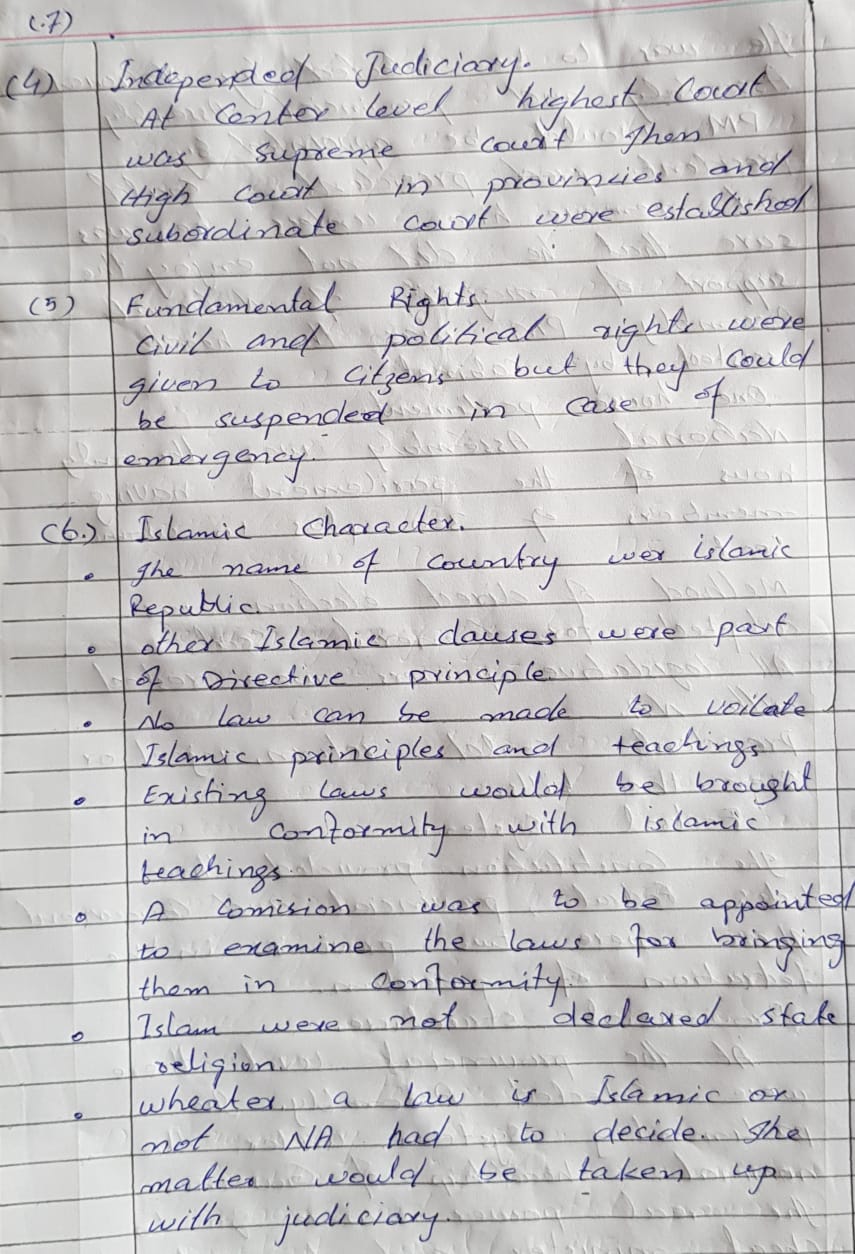 (.7)
(4) Independed Judiciary.
At Center level highest Court
was supreme court then
High Court in provincies and
subordinate court were established
(5) Fundamental Rights.
Civil and political rights were
given to Citzens but they could
be suspended in case of
emergency.
(6.) Islamic Character.
• The name of country wer islamic
Republic.
• other Islamic clauses were part
of Directive principle.
• No law can be made to voilate
Islamic principles and teachings
• Existing laws would be brought
in conformity with islamic
teachings.
• A Comision was to be appointed
to examine the laws for bringing
them in conformity.
• Islam were not declared state
religion.
• wheater a law is Islamic or
not NA had to decide. The
matter would be taken up
with judiciary.